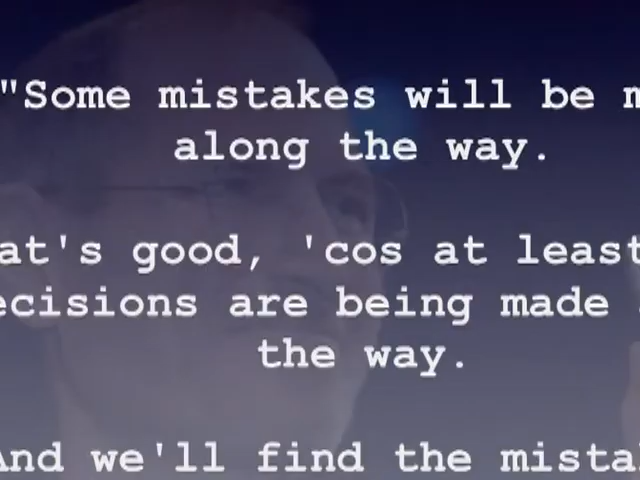 "Some mistakes will be
along the way.
at's good, 'cos at least
ecisions are being made
the way.
And we'll find the